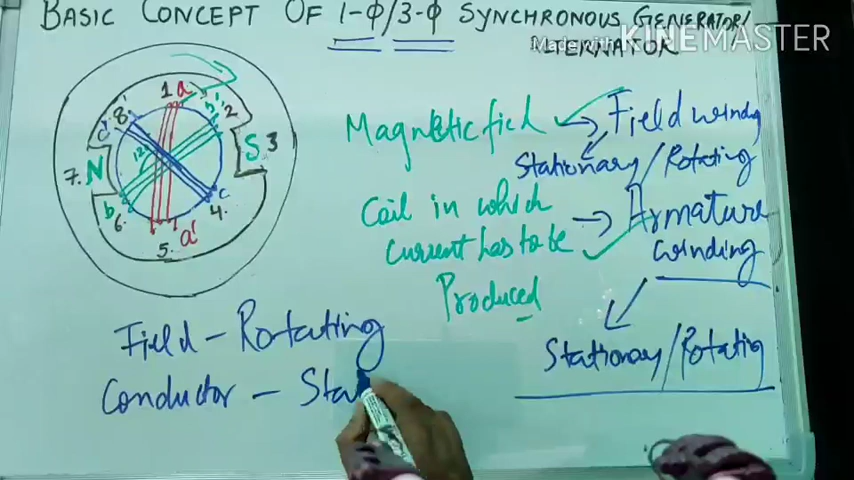 BASIC CONCEPT OF 1-Φ/3-Φ SYNCHRONOUS GENERATOR/
ALTERNATOR
Made with KINEMASTER
1 a
b' 2
8'
c'
S 3
7. N
120
b
6.
c
4.
5. a'
Magnetic field
Field windg
Stationary/Rotating
Coil in which
current has to be
Produced
Armature
winding
Stationary/Rotating
Field - Rotating
Conductor - Sta